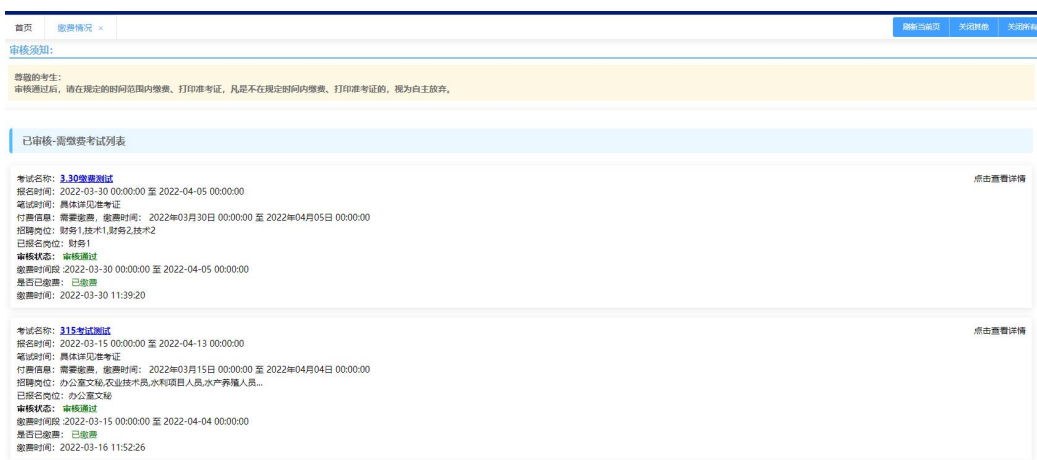 首页 缴费情况 × 刷新当前页 关闭其他 关闭所有
审核须知：
尊敬的考生：
审核通过后，请在规定的时间范围内缴费、打印准考证，凡是不在规定时间内缴费、打印准考证的，视为自主放弃。
已审核-需缴费考试列表
考试名称：3.30缴费测试 点击查看详情
报名时间：2022-03-30 00:00:00 至 2022-04-05 00:00:00
笔试时间：具体详见准考证
付费信息：需要缴费，缴费时间： 2022年03月30日 00:00:00 至 2022年04月05日 00:00:00
招聘岗位：财务1,技术1,财务2,技术2
已报名岗位：财务1
审核状态： 审核通过
缴费时间段 :2022-03-30 00:00:00 至 2022-04-05 00:00:00
是否已缴费： 已缴费
缴费时间：2022-03-30 11:39:20
考试名称：315考试测试 点击查看详情
报名时间：2022-03-15 00:00:00 至 2022-04-13 00:00:00
笔试时间：具体详见准考证
付费信息：需要缴费，缴费时间： 2022年03月15日 00:00:00 至 2022年04月04日 00:00:00
招聘岗位：办公室文秘,农业技术员,水利项目人员,水产养殖人员...
已报名岗位：办公室文秘
审核状态： 审核通过
缴费时间段 :2022-03-15 00:00:00 至 2022-04-04 00:00:00
是否已缴费： 已缴费
缴费时间：2022-03-16 11:52:26